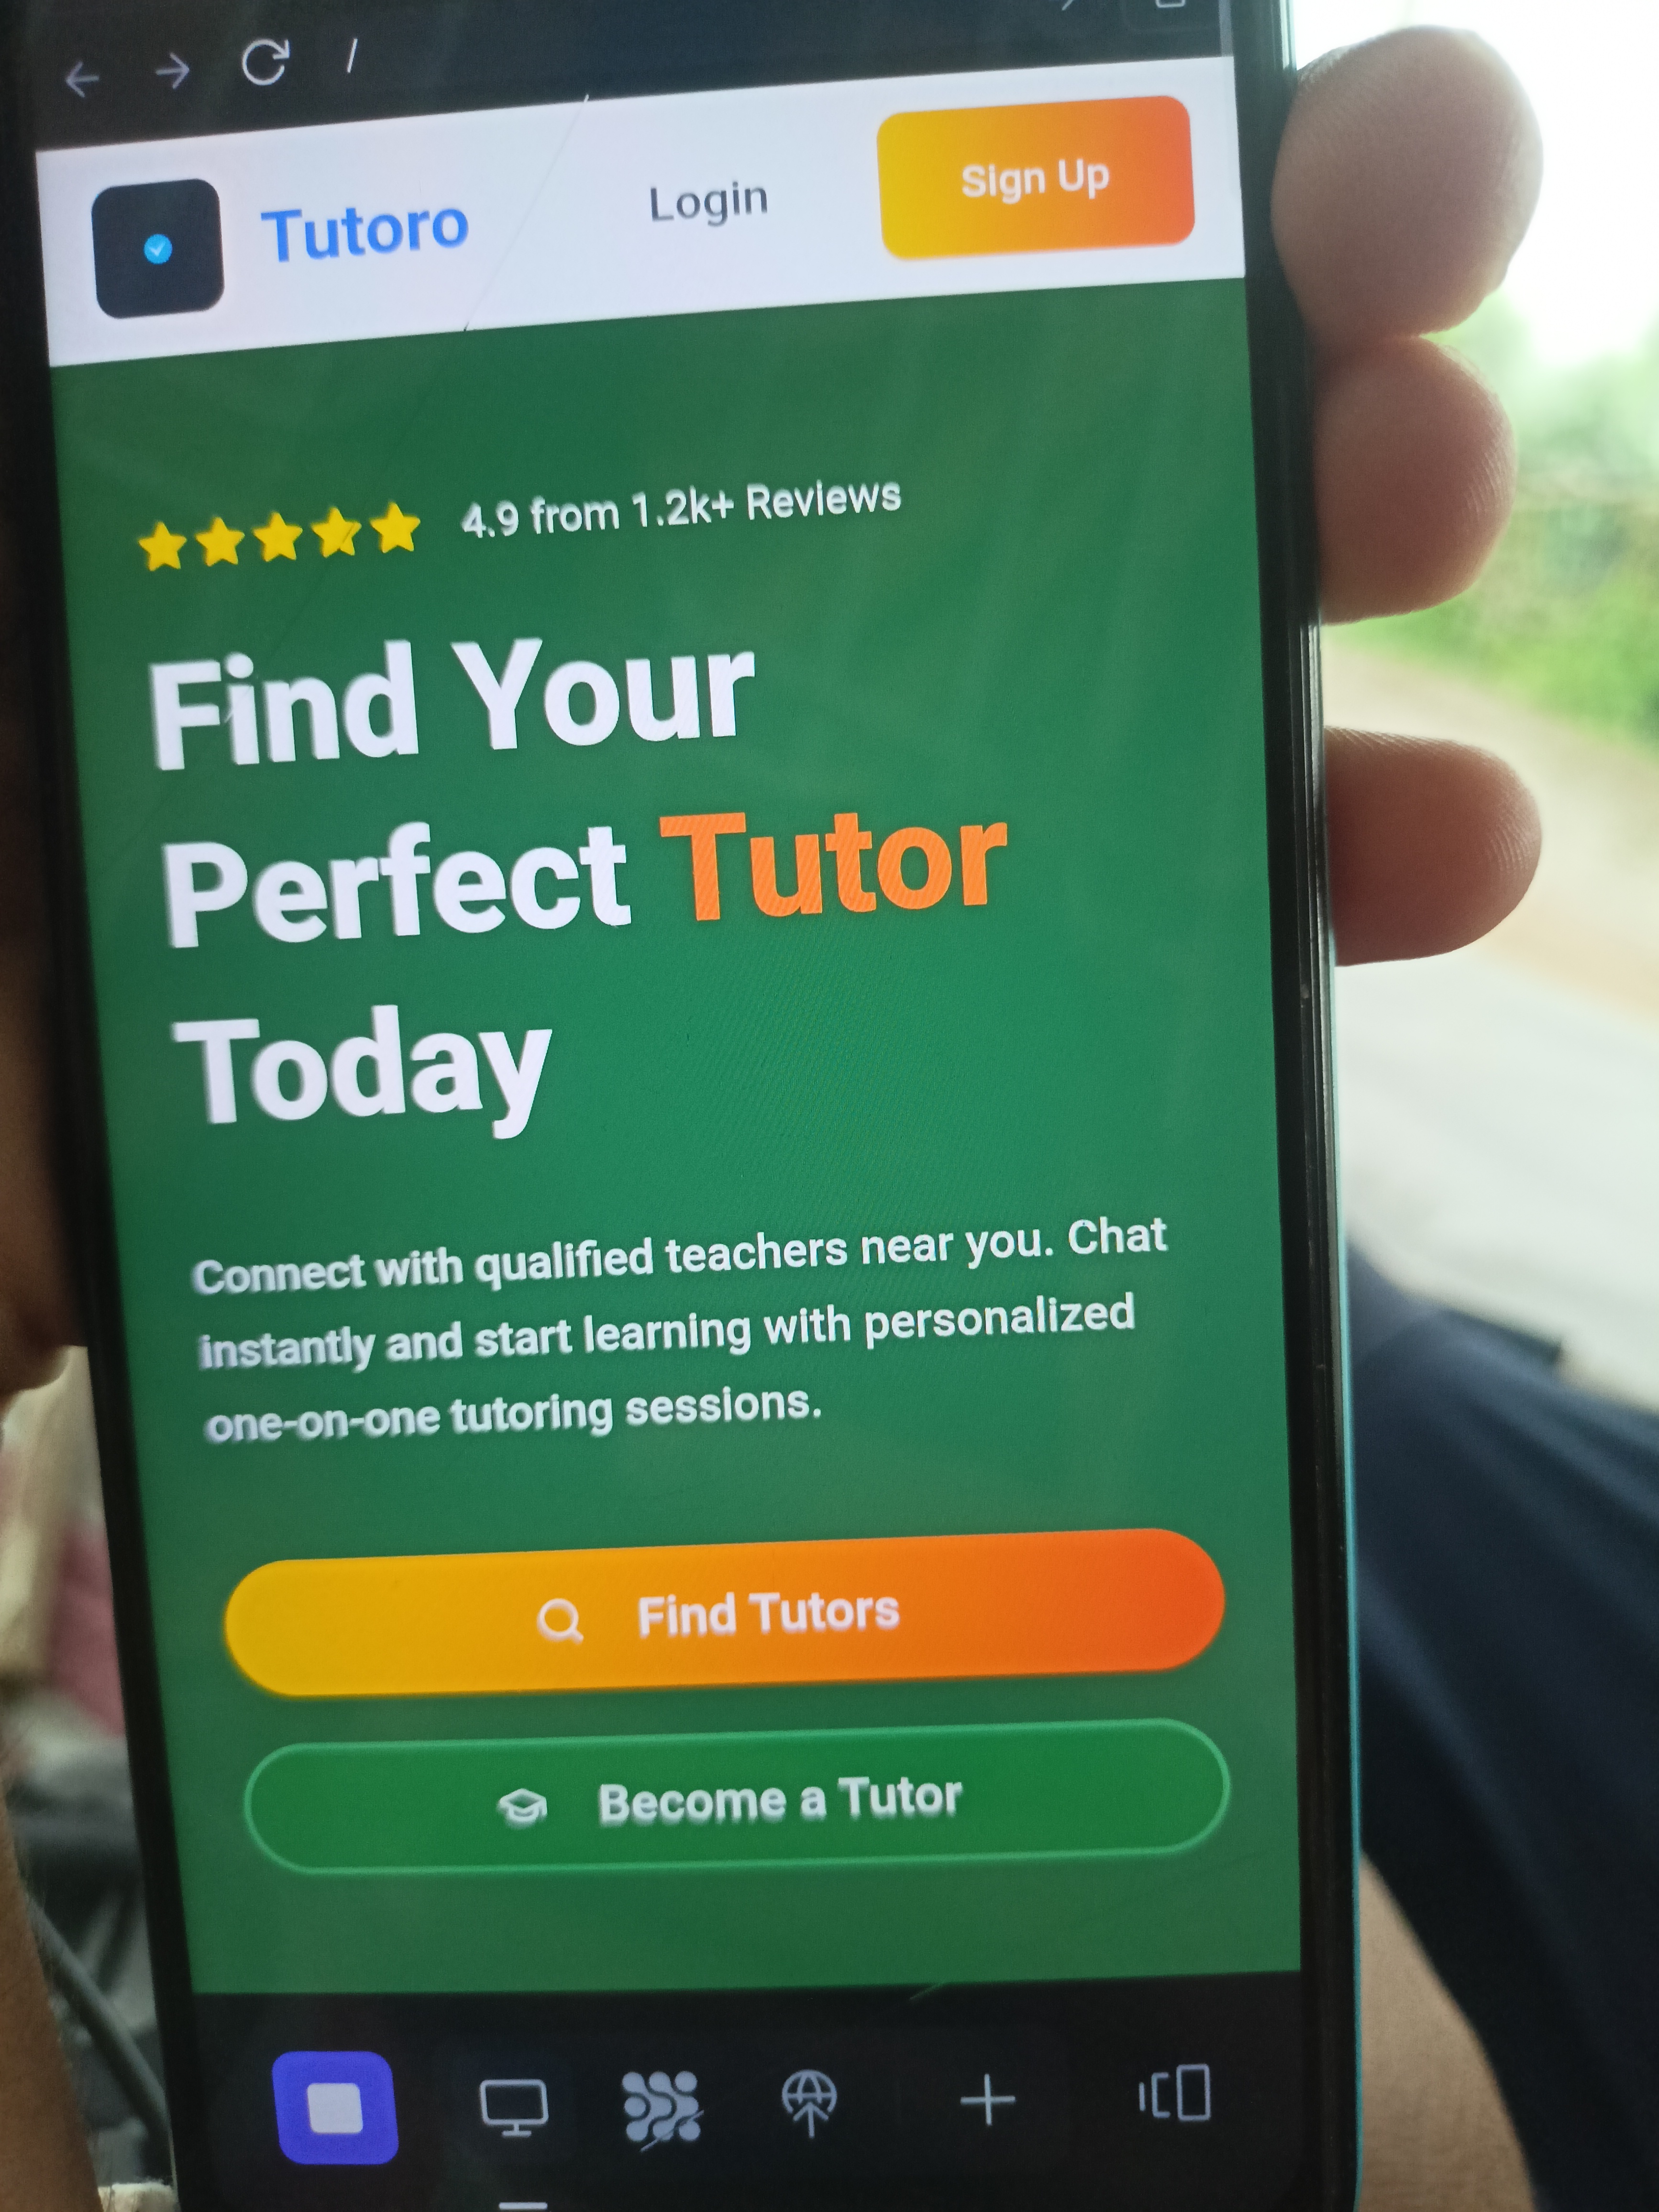 /
Tutoro
Login
Sign Up
4.9 from 1.2k+ Reviews
Find Your
Perfect Tutor
Today
Connect with qualified teachers near you. Chat
instantly and start learning with personalized
one-on-one tutoring sessions.
Find Tutors
Become a Tutor